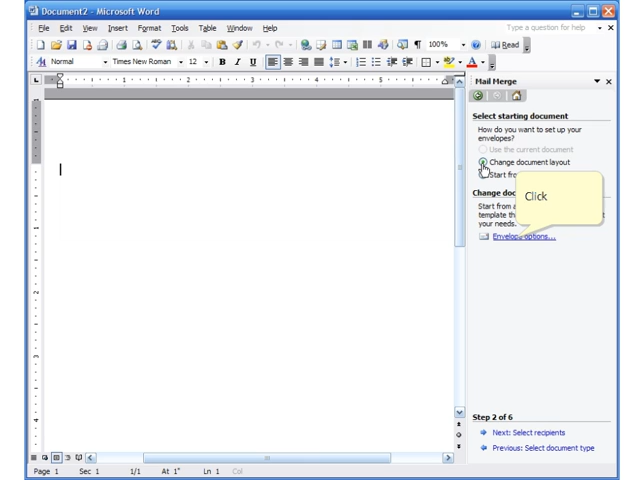 Document2 - Microsoft Word
File Edit View Insert Format Tools Table Window Help Type a question for help
100% Read
Normal Times New Roman 12 B I U
Mail Merge
Select starting document
How do you want to set up your
envelopes?
Use the current document
Change document layout
Start
Change
Click
Start from a
template
your needs.
Envelope options...
Step 2 of 6
Next: Select recipients
Previous: Select document type
Page 1 Sec 1 1/1 At 1" Ln 1 Col